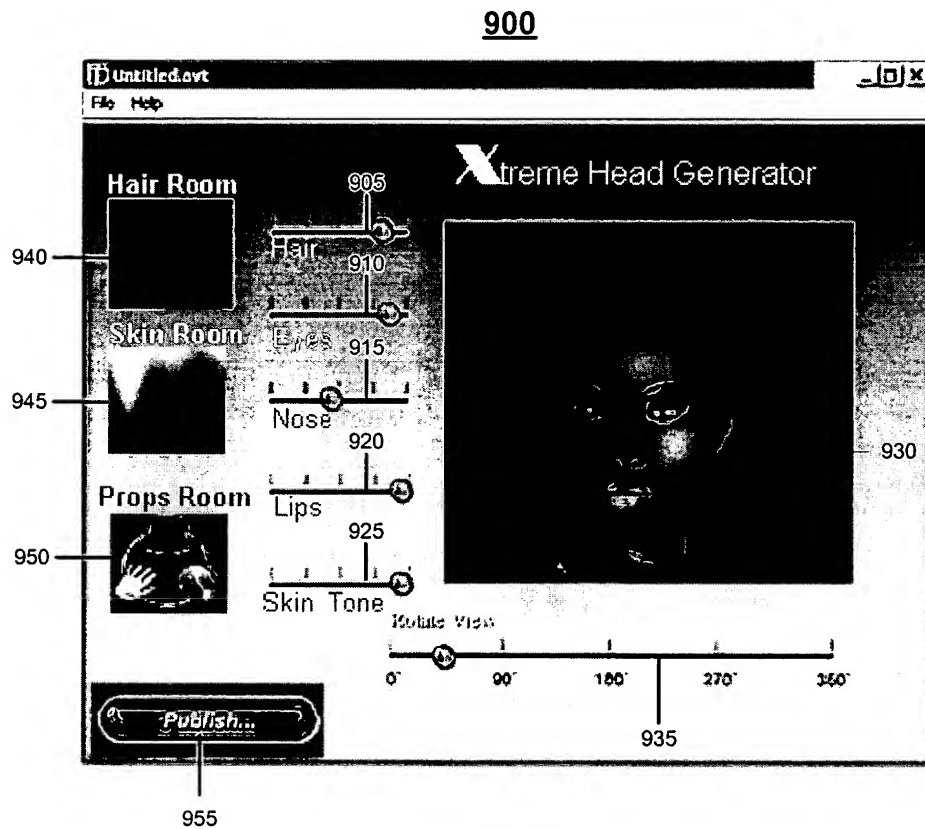 900
Untitled.avt
File Help
Xtreme Head Generator
Hair Room
905
940
Hair
910
Skin Room
Eyes
915
945
Nose
920
930
Props Room
Lips
925
950
Skin Tone
Rotate View
0° 90° 180° 270° 360°
Publish...
935
955